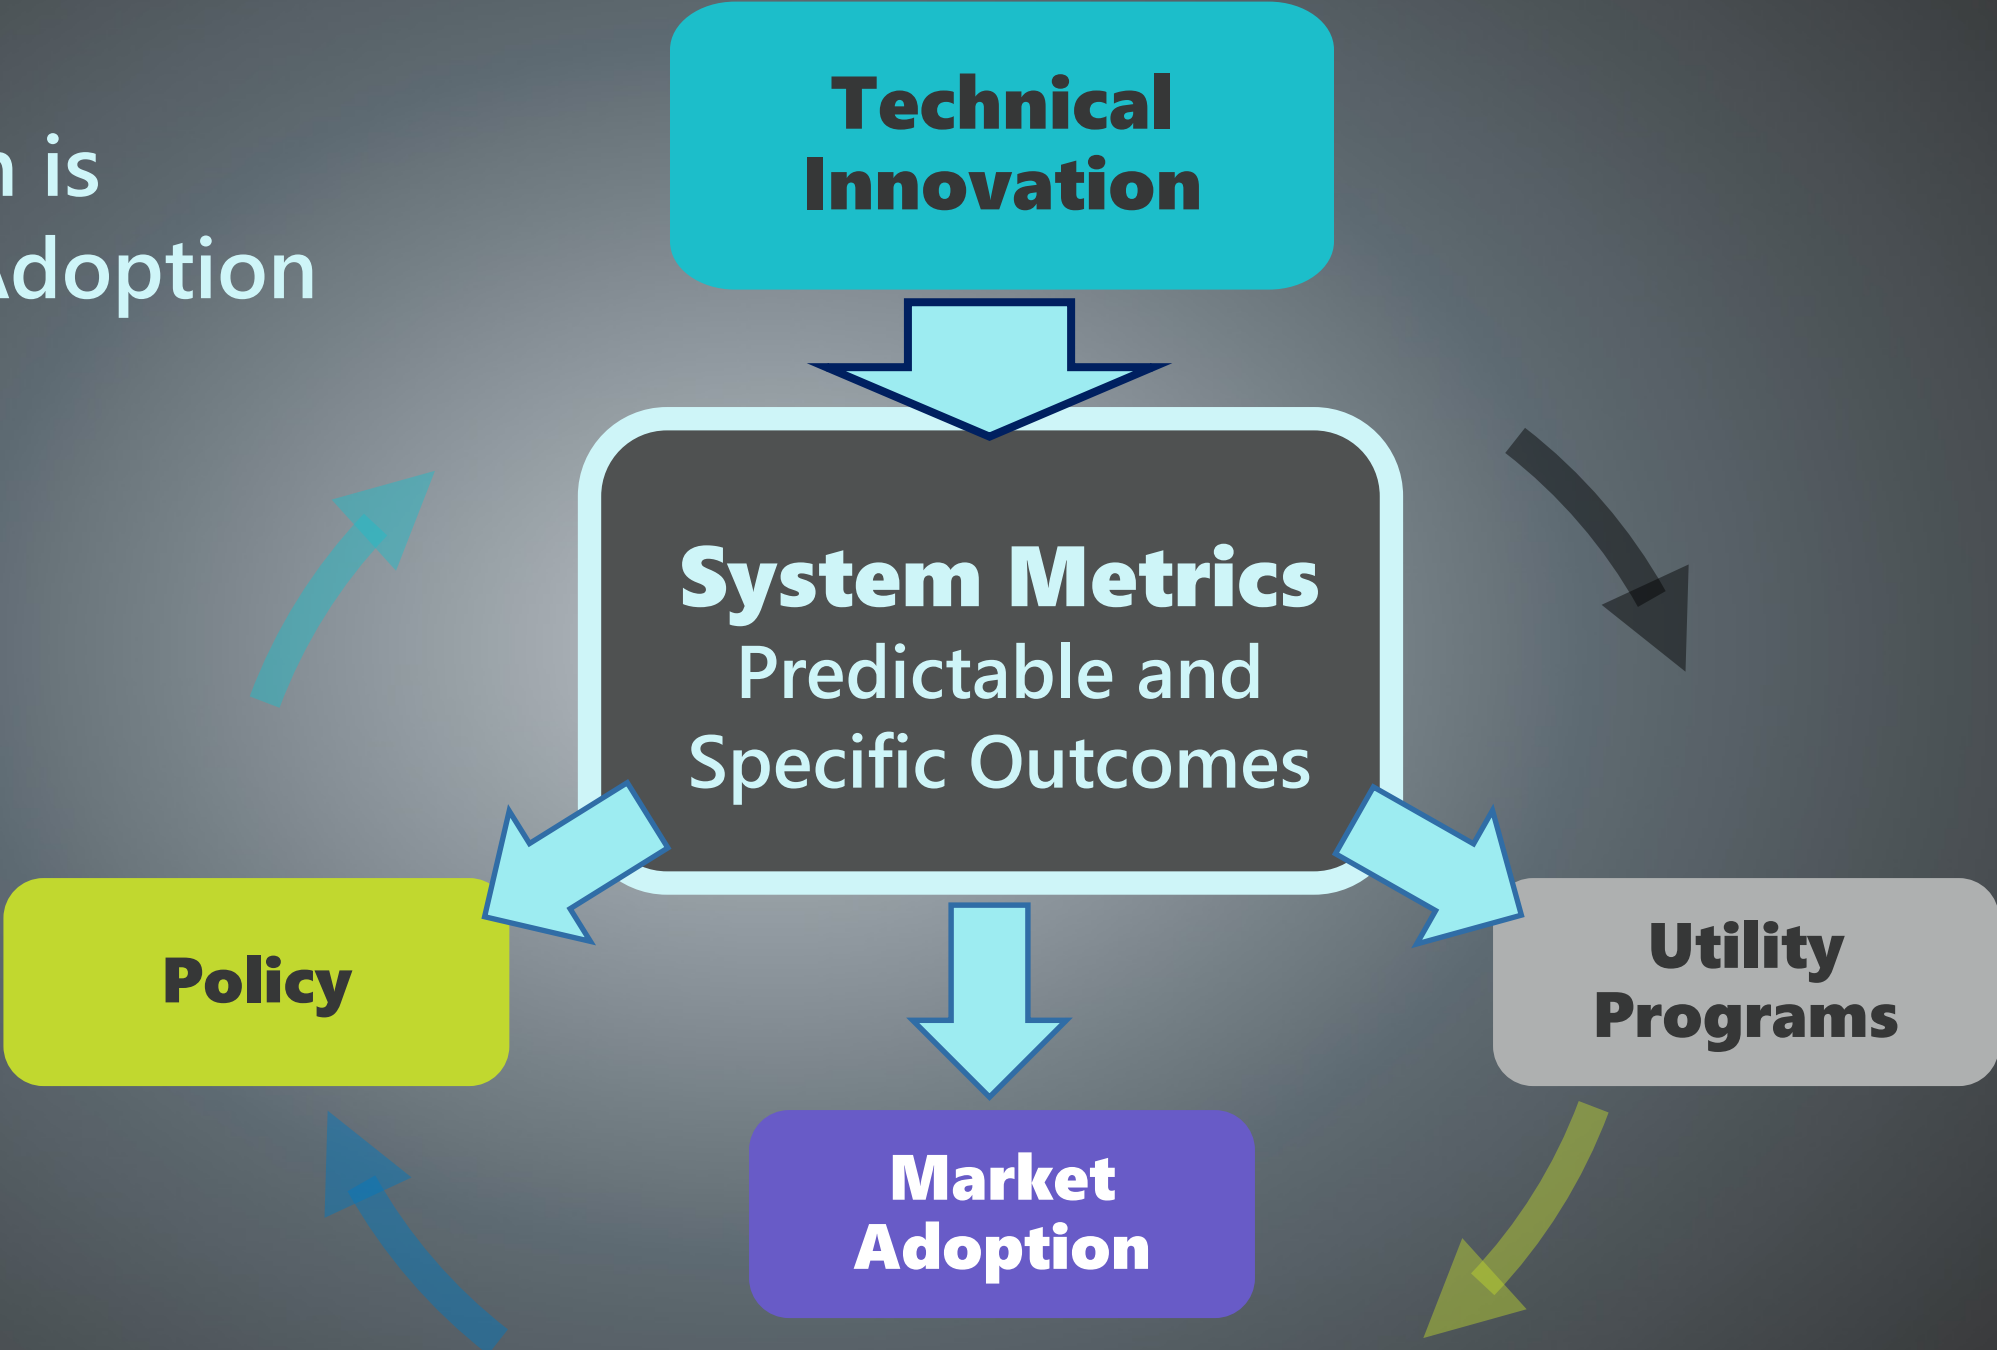 is
Adoption
Technical
Innovation
System Metrics
Predictable and
Specific Outcomes
Policy
Utility
Programs
Market
Adoption